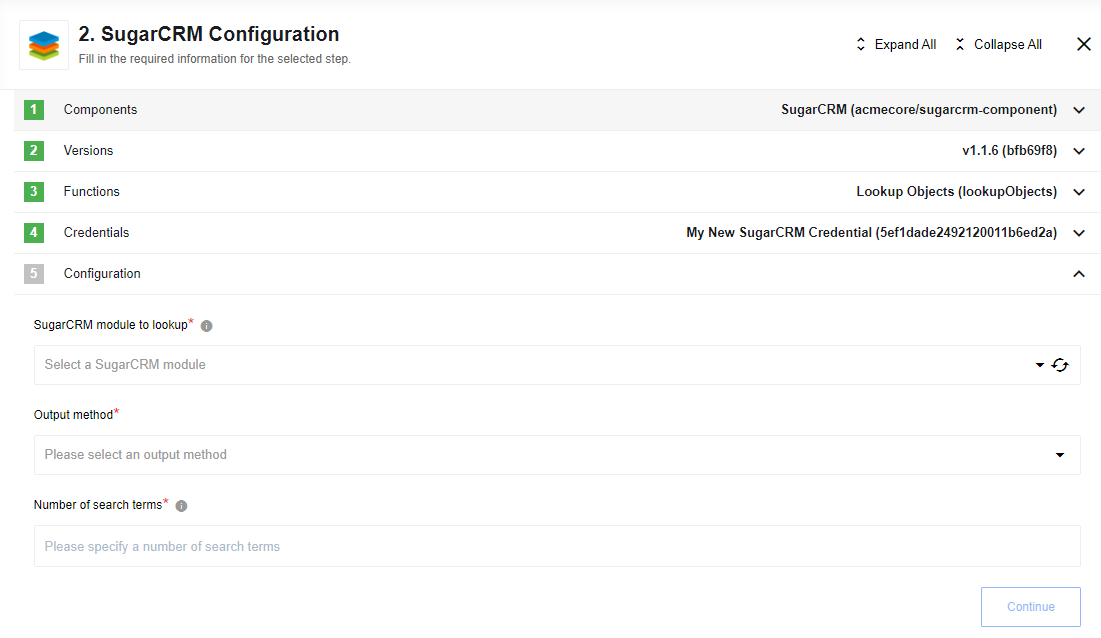 2. SugarCRM Configuration
Fill in the required information for the selected step.
Expand All
Collapse All
1 Components SugarCRM (acmecore/sugarcrm-component)
2 Versions v1.1.6 (bfb69f8)
3 Functions Lookup Objects (lookupObjects)
4 Credentials My New SugarCRM Credential (5ef1dade2492120011b6ed2a)
5 Configuration
SugarCRM module to lookup*
Select a SugarCRM module
Output method*
Please select an output method
Number of search terms*
Please specify a number of search terms
Continue